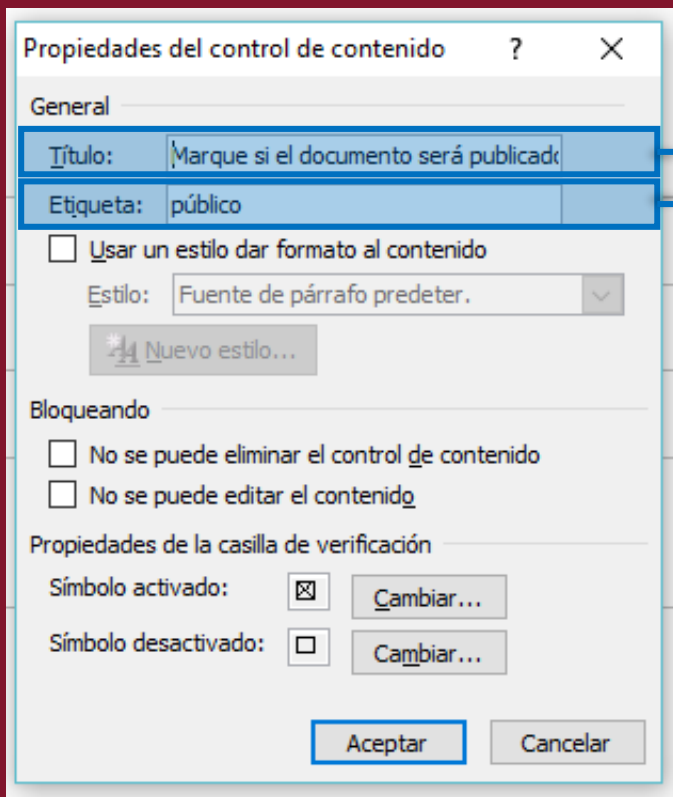 Propiedades del control de contenido ?
General
Título: Marque si el documento será publicado
Etiqueta: público
Usar un estilo dar formato al contenido
Estilo: Fuente de párrafo predeter.
Nuevo estilo...
Bloqueando
No se puede eliminar el control de contenido
No se puede editar el contenido
Propiedades de la casilla de verificación
Símbolo activado: Cambiar...
Símbolo desactivado: Cambiar...
Aceptar Cancelar